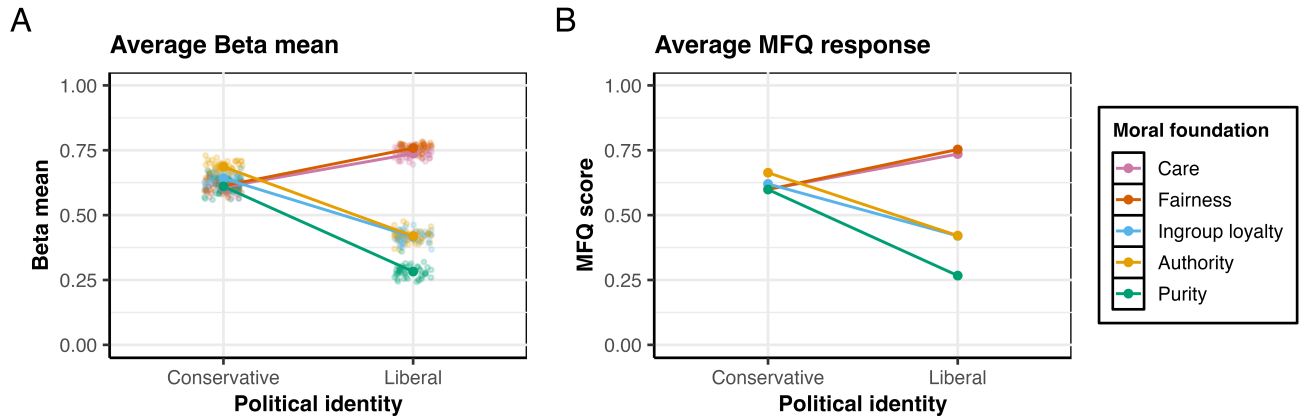 A
Average Beta mean
Beta mean
1.00
0.75
0.50
0.25
0.00
Conservative
Liberal
Political identity
B
Average MFQ response
MFQ score
1.00
0.75
0.50
0.25
0.00
Conservative
Liberal
Political identity
Moral foundation
Care
Fairness
Ingroup loyalty
Authority
Purity